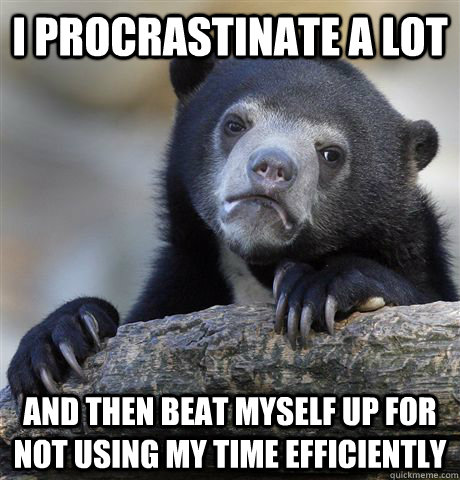 I PROCRASTINATE A LOT
AND THEN BEAT MYSELF UP FOR
NOT USING MY TIME EFFICIENTLY
quickmeme.com